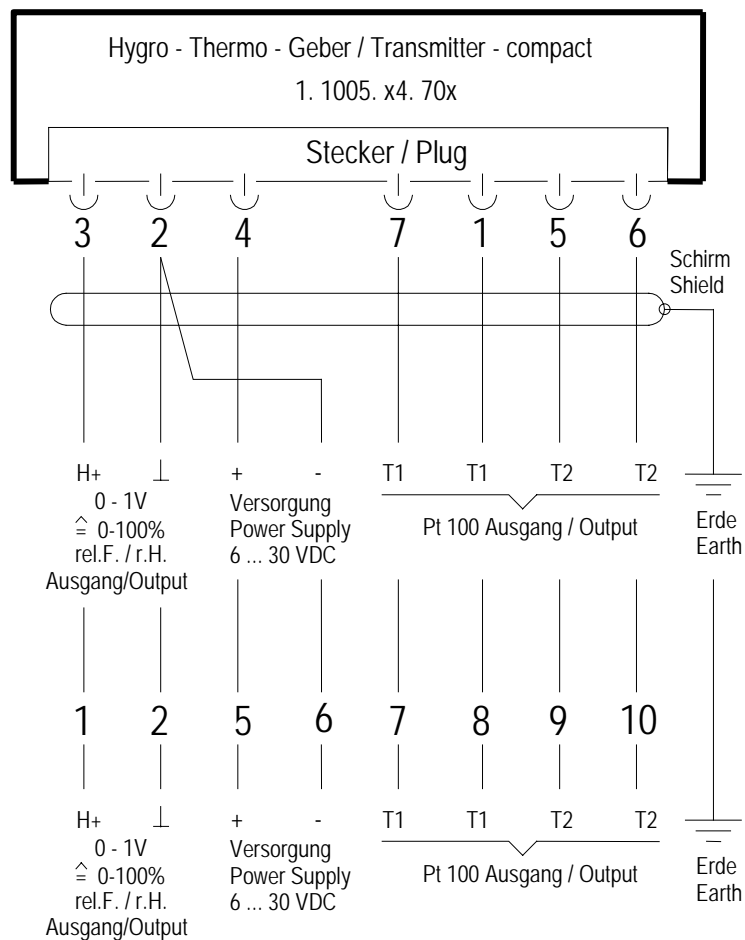 Hygro - Thermo - Geber / Transmitter - compact
1. 1005. x4. 70x
Stecker / Plug
3 2 4 7 1 5 6
Schirm
Shield
H+ ⊥ + - T1 T1 T2 T2
0 - 1V Versorgung
≙ 0-100% Power Supply Pt 100 Ausgang / Output
rel.F. / r.H. 6 ... 30 VDC
Ausgang/Output
Erde
Earth
1 2 5 6 7 8 9 10
H+ ⊥ + - T1 T1 T2 T2
0 - 1V Versorgung
≙ 0-100% Power Supply Pt 100 Ausgang / Output
rel.F. / r.H. 6 ... 30 VDC
Ausgang/Output
Erde
Earth